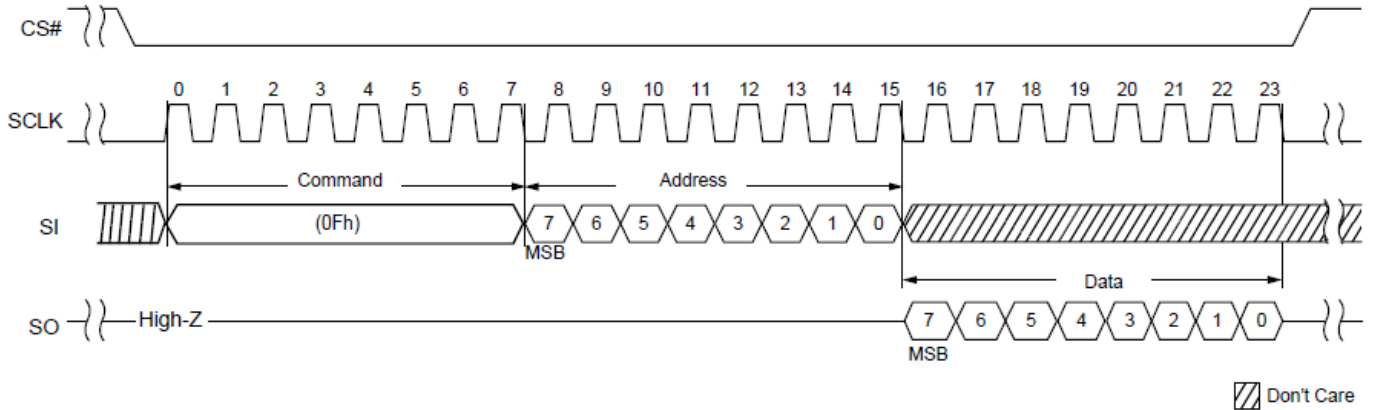 CS#
0 1 2 3 4 5 6 7 8 9 10 11 12 13 14 15 16 17 18 19 20 21 22 23
SCLK
Command Address
SI (0Fh) 7 6 5 4 3 2 1 0
MSB
Data
SO High-Z 7 6 5 4 3 2 1 0
MSB
Don't Care